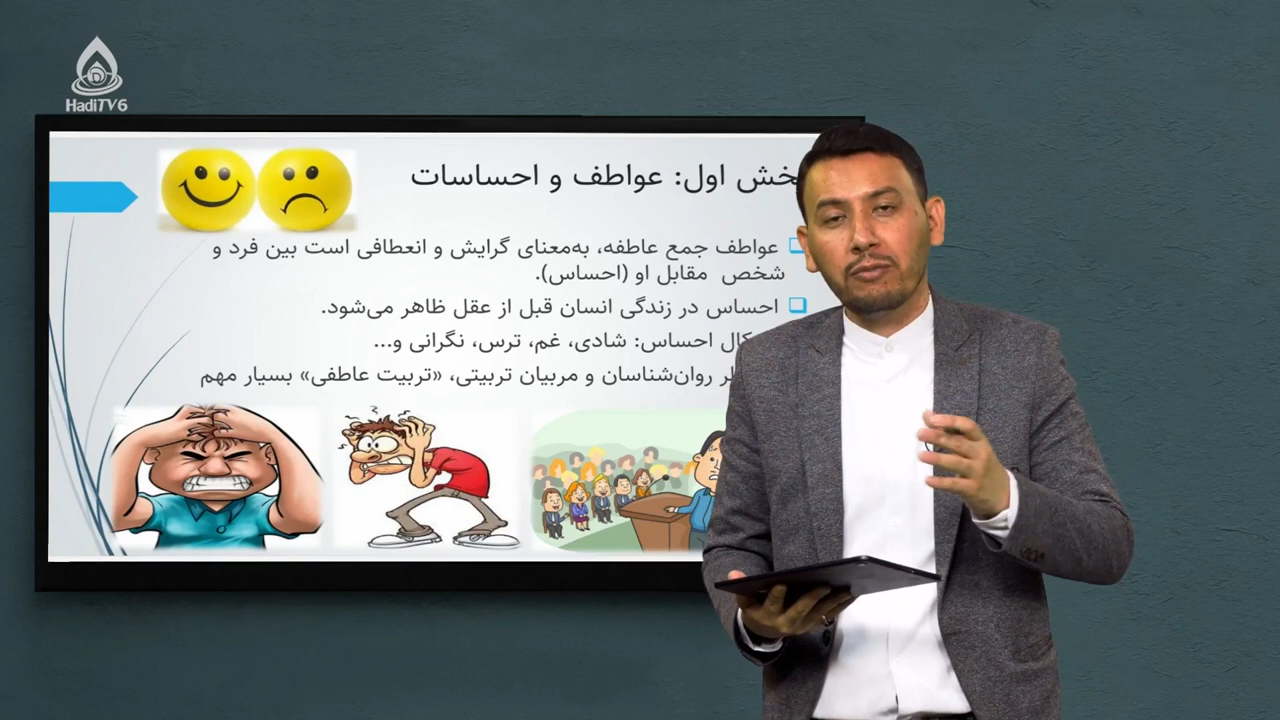 HadiTV6
اول: عواطف و احساسات
عواطف جمع عاطفه، به‌معنای گرایش و انعطافی است بین فرد و
شخص مقابل او (احساس).
احساس در زندگی انسان قبل از عقل ظاهر می‌شود.
احساس: شادی، غم، ترس، نگرانی و...
روان‌شناسان و مربیان تربیتی، «تربیت عاطفی» بسیار مهم